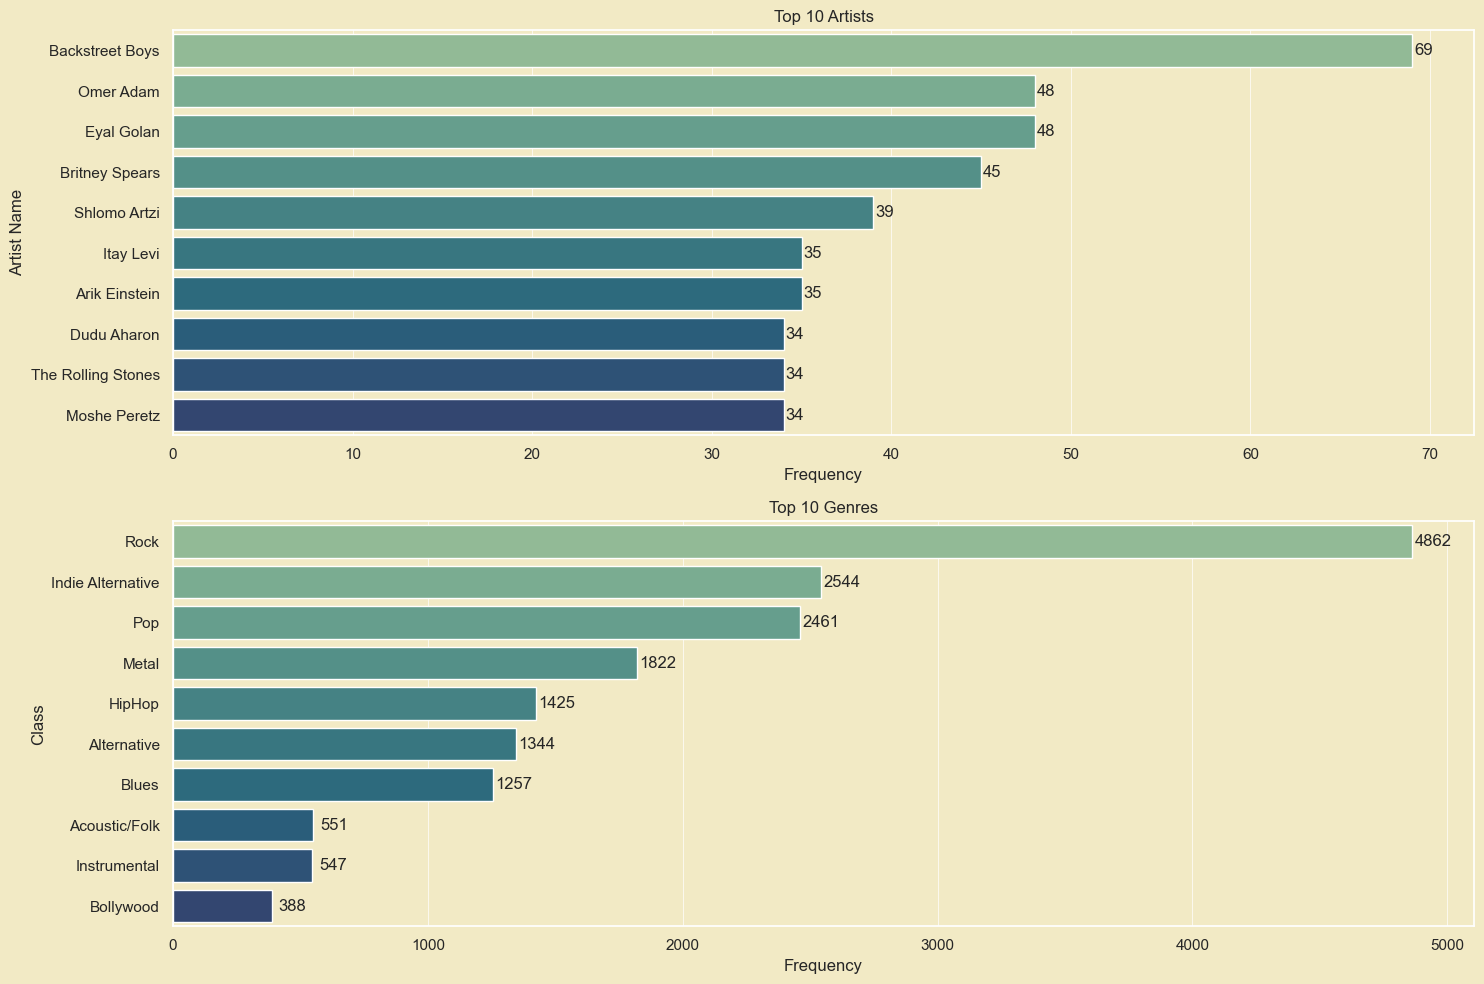 Top 10 Artists
Artist Name
Backstreet Boys 69
Omer Adam 48
Eyal Golan 48
Britney Spears 45
Shlomo Artzi 39
Itay Levi 35
Arik Einstein 35
Dudu Aharon 34
The Rolling Stones 34
Moshe Peretz 34
0 10 20 30 40 50 60 70
Frequency
Top 10 Genres
Class
Rock 4862
Indie Alternative 2544
Pop 2461
Metal 1822
HipHop 1425
Alternative 1344
Blues 1257
Acoustic/Folk 551
Instrumental 547
Bollywood 388
0 1000 2000 3000 4000 5000
Frequency